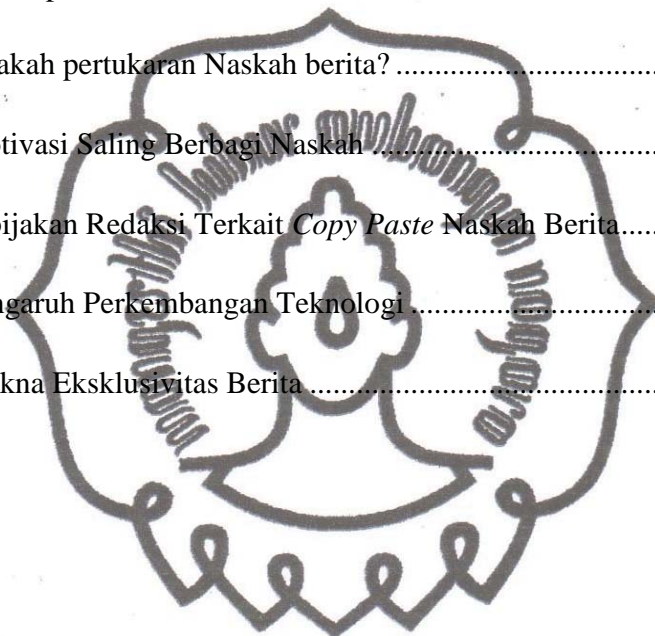 akah pertukaran Naskah berita? ....................................
otivasi Saling Berbagi Naskah .......................................
bijakan Redaksi Terkait Copy Paste Naskah Berita.....
ngaruh Perkembangan Teknologi ..................................
kna Eksklusivitas Berita ................................................